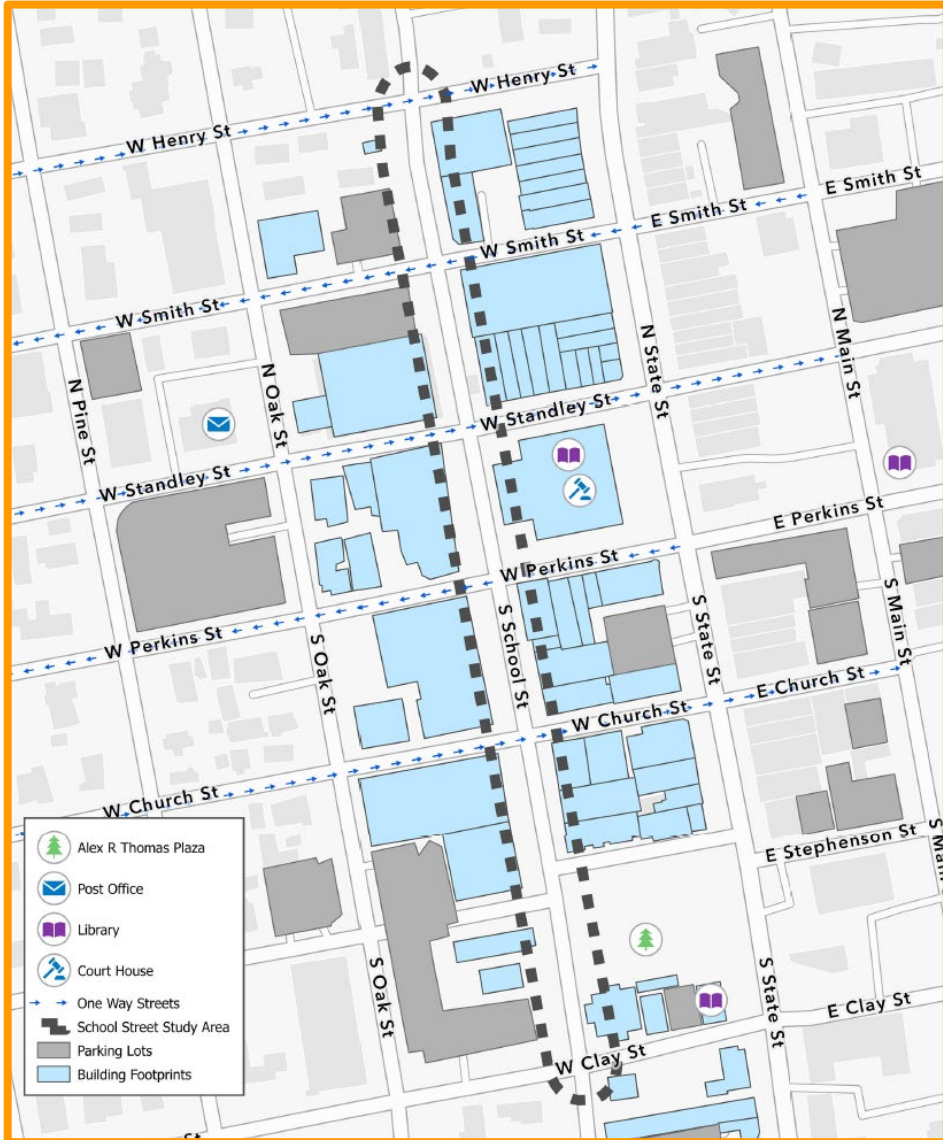 W Henry St
W Henry St
E Smith St
E Smith St
W Smith St
W Smith St
N Pine St
N Oak St
N State St
N Main St
W Standley St
W Standley St
E Perkins St
W Perkins St
W Perkins St
S Oak St
S School St
S State St
S Main St
E Church St
W Church St
W Church St
E Stephenson St
S Main
S Oak St
S State St
E Clay St
W Clay St
Alex R Thomas Plaza
Post Office
Library
Court House
One Way Streets
School Street Study Area
Parking Lots
Building Footprints
St